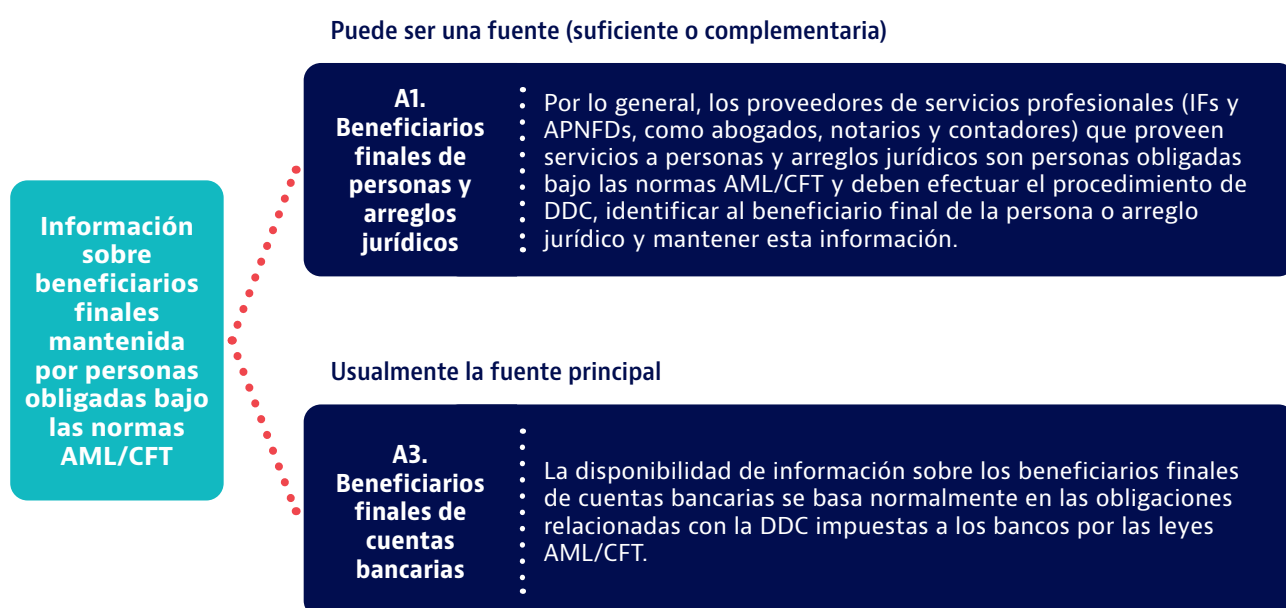 Puede ser una fuente (suficiente o complementaria)
A1.
Beneficiarios
finales de
personas y
arreglos
jurídicos
Por lo general, los proveedores de servicios profesionales (IFs y
APNFDs, como abogados, notarios y contadores) que proveen
servicios a personas y arreglos jurídicos son personas obligadas
bajo las normas AML/CFT y deben efectuar el procedimiento de
DDC, identificar al beneficiario final de la persona o arreglo
jurídico y mantener esta información.
Información
sobre
beneficiarios
finales
mantenida
por personas
obligadas bajo
las normas
AML/CFT
Usualmente la fuente principal
A3.
Beneficiarios
finales de
cuentas
bancarias
La disponibilidad de información sobre los beneficiarios finales
de cuentas bancarias se basa normalmente en las obligaciones
relacionadas con la DDC impuestas a los bancos por las leyes
AML/CFT.